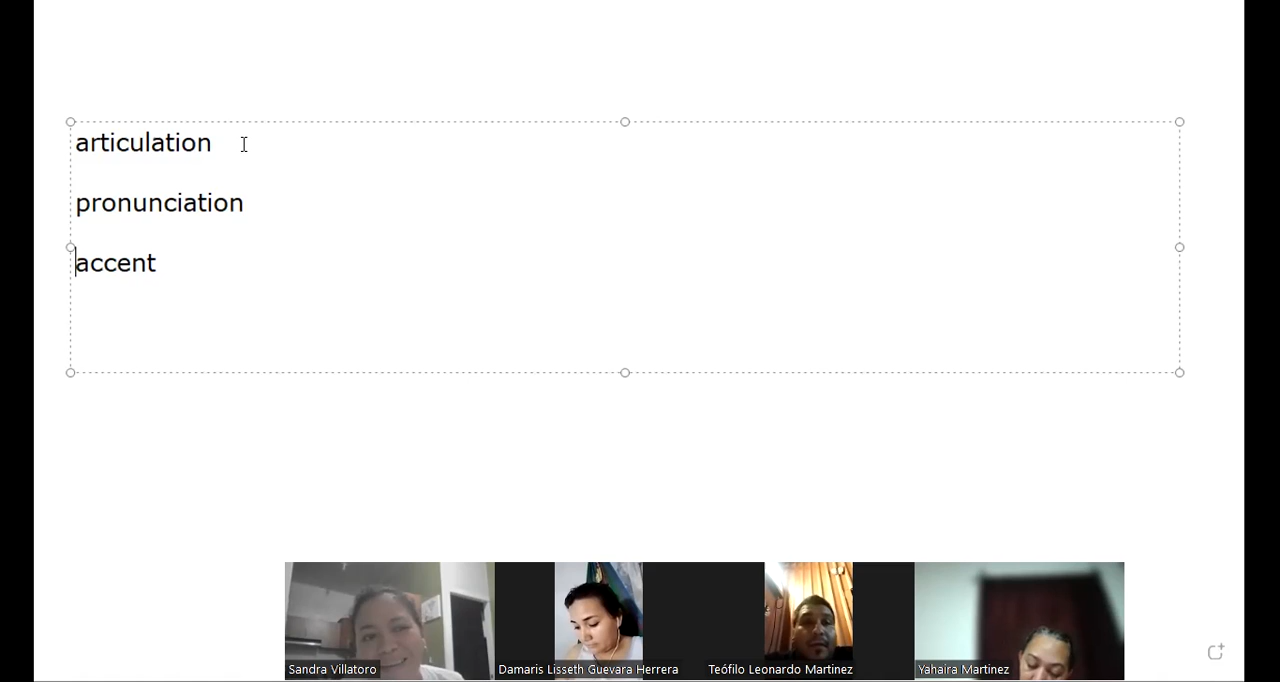 articulation
pronunciation
accent
Sandra Villatoro
Damaris Lisseth Guevara Herrera
Teófilo Leonardo Martinez
Yahaira Martinez